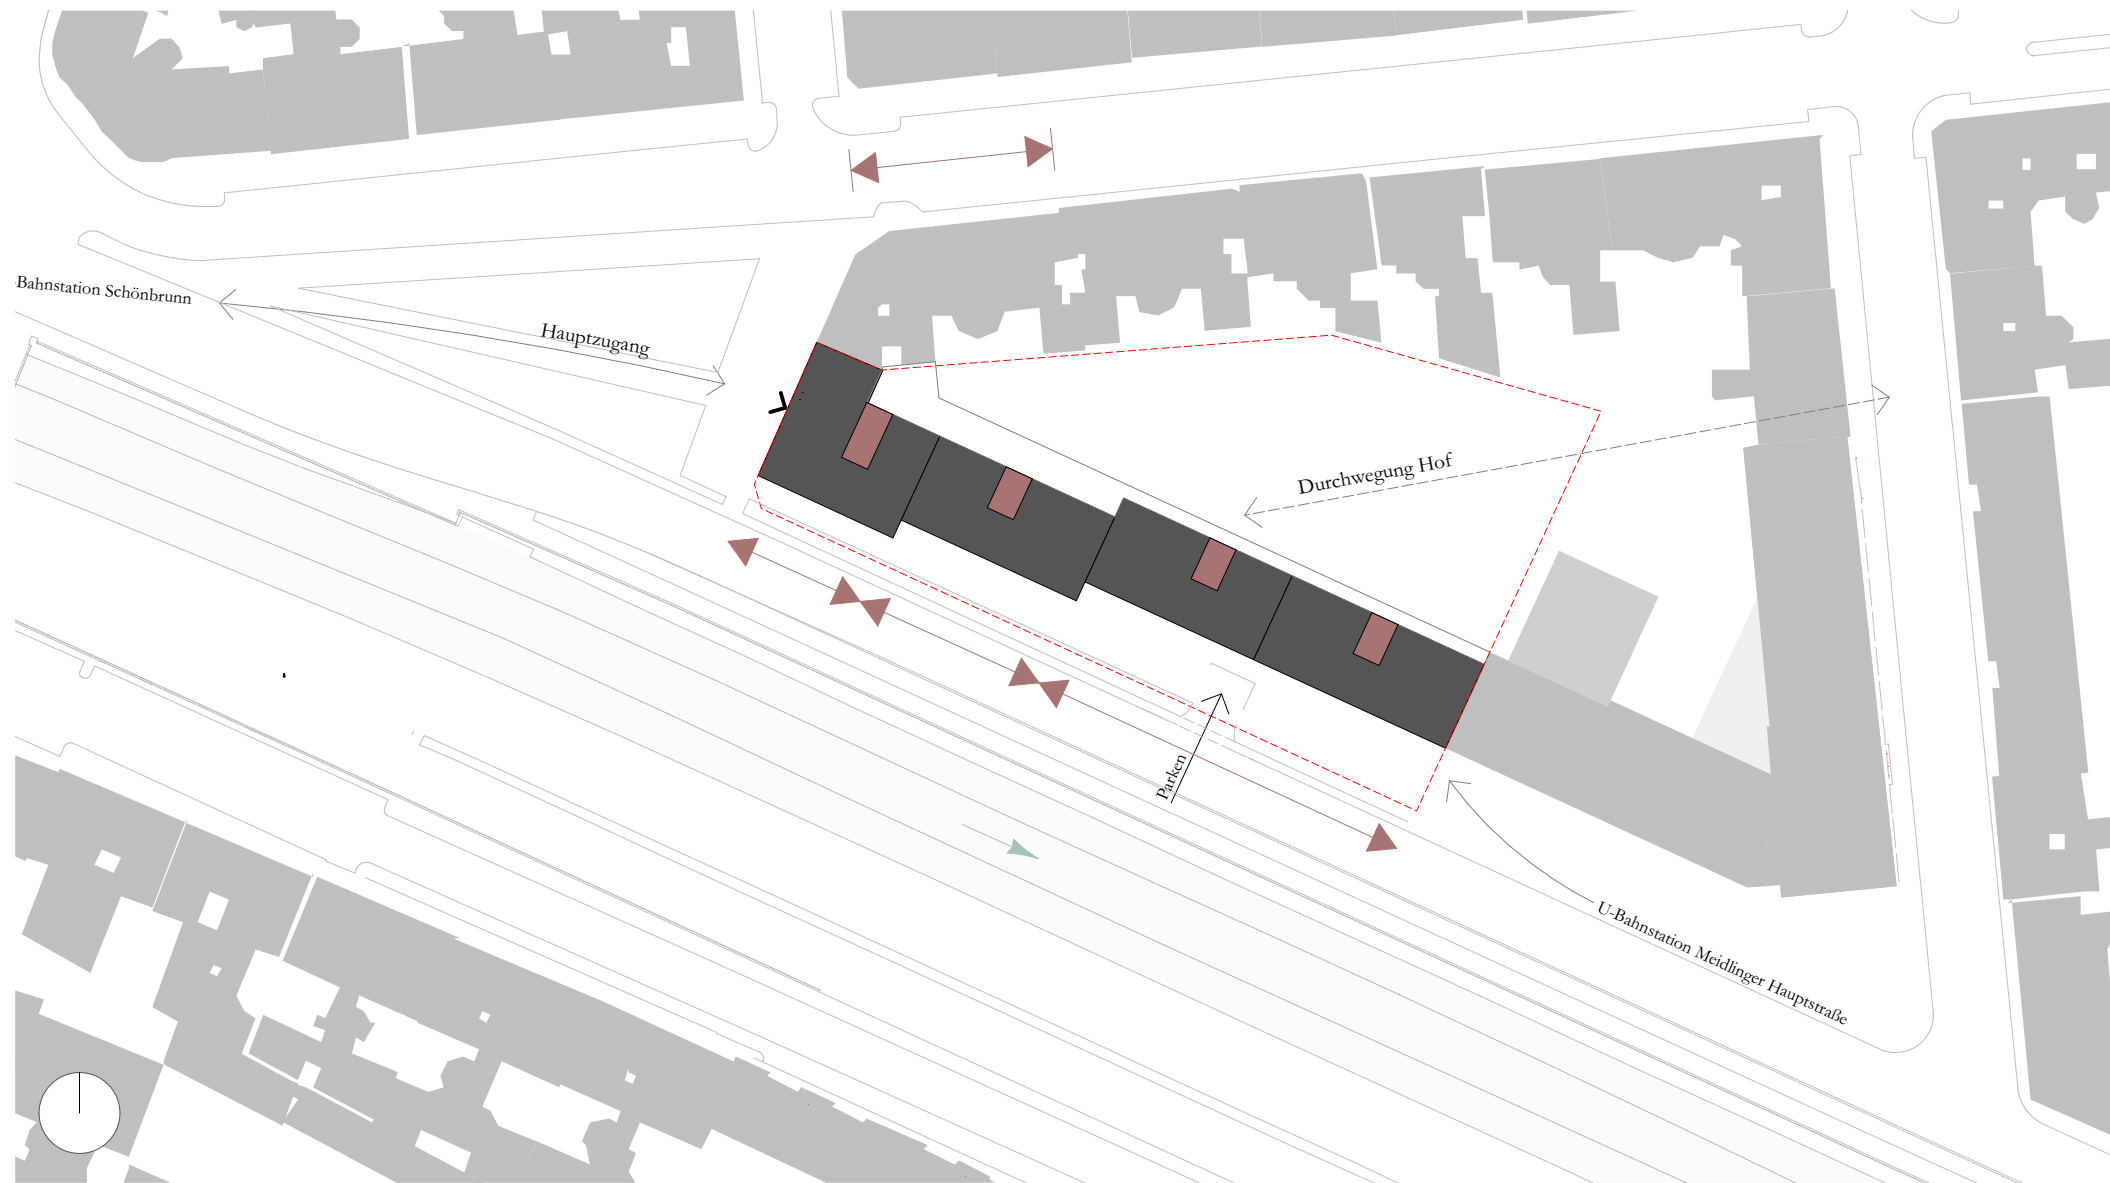 -Bahnstation Schönbrunn
Hauptzugang
Durchwegung Hof
Parken
U-Bahnstation Meidlinger Hauptstraße